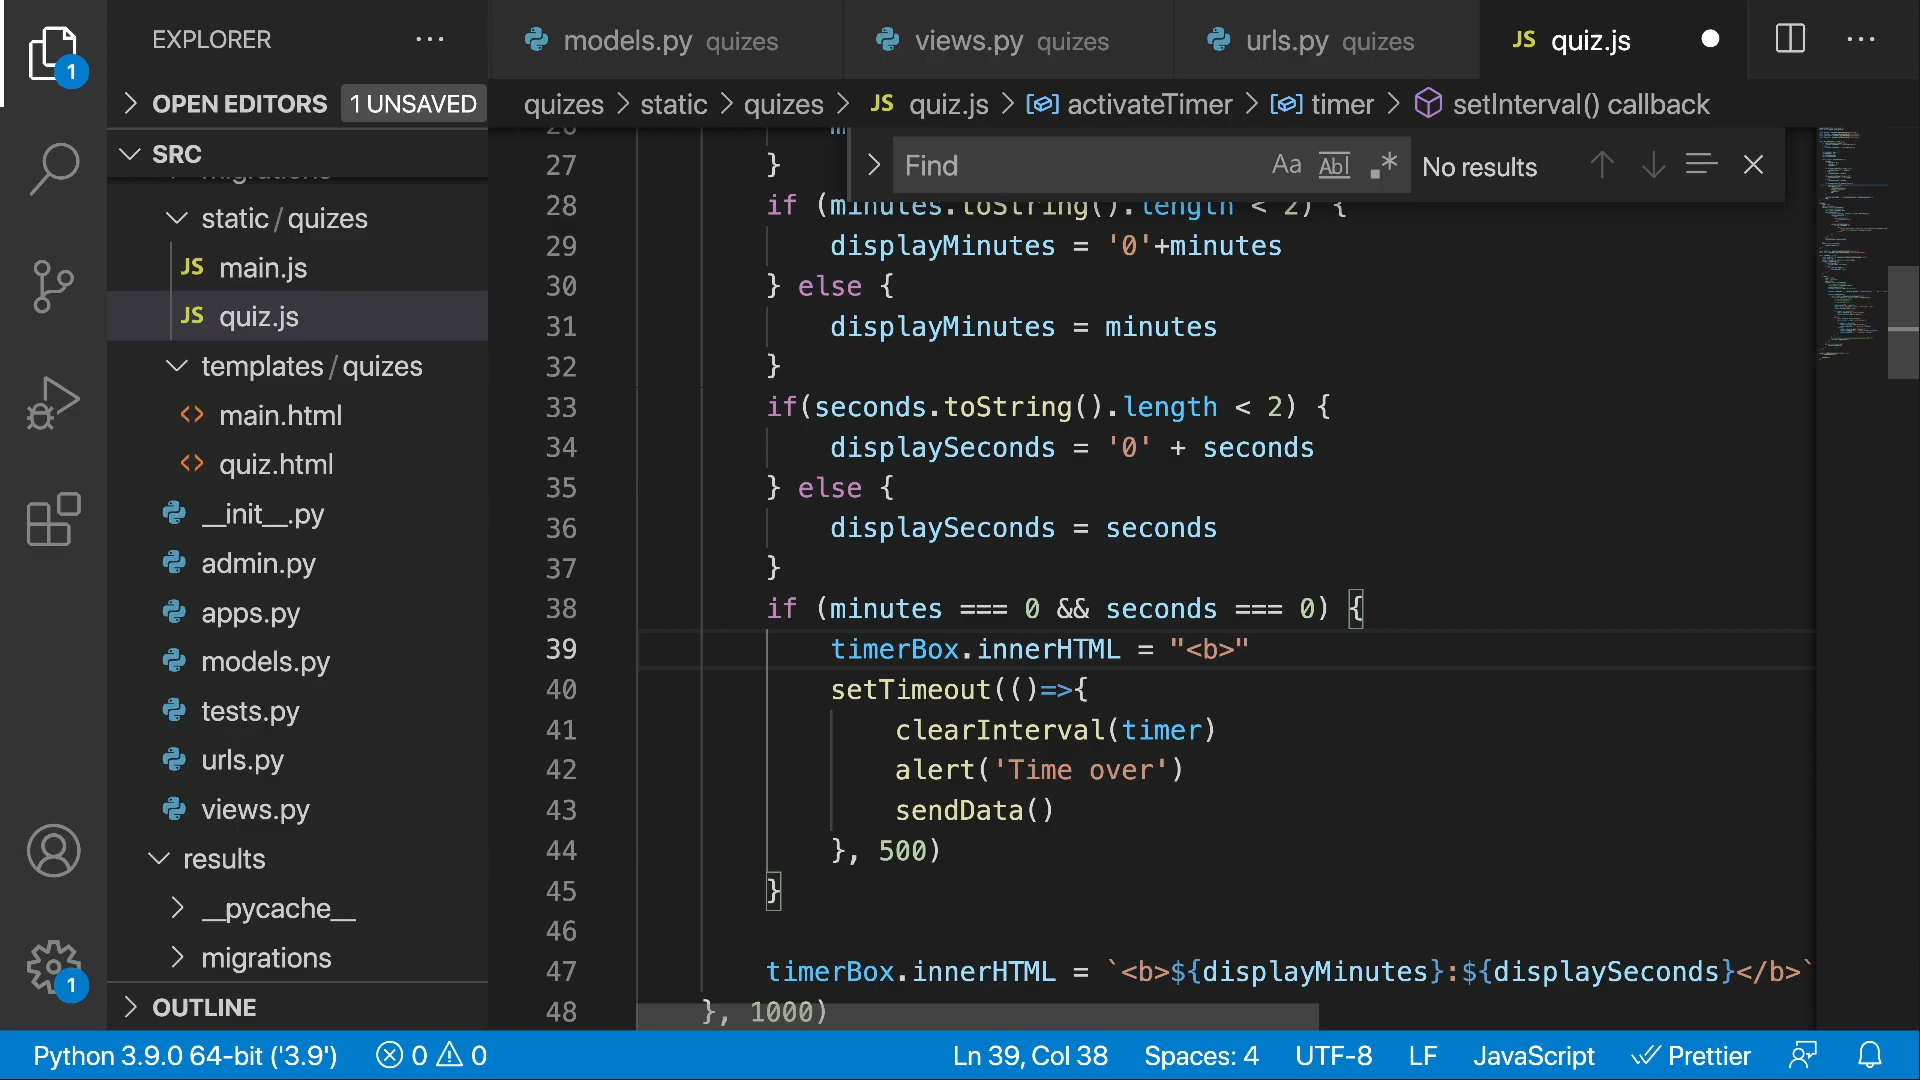 EXPLORER
models.py quizes
views.py quizes
urls.py quizes
JS quiz.js
1
OPEN EDITORS 1 UNSAVED
quizes > static > quizes > JS quiz.js > activateTimer > timer > setInterval() callback
SRC
static / quizes
JS main.js
JS quiz.js
templates / quizes
<> main.html
<> quiz.html
__init__.py
admin.py
apps.py
models.py
tests.py
urls.py
views.py
results
__pycache__
migrations
OUTLINE
1
Find Aa Abl .* No results
27 }
28 if (minutes.toString().length < 2) {
29 displayMinutes = '0'+minutes
30 } else {
31 displayMinutes = minutes
32 }
33 if(seconds.toString().length < 2) {
34 displaySeconds = '0' + seconds
35 } else {
36 displaySeconds = seconds
37 }
38 if (minutes === 0 && seconds === 0) {
39 timerBox.innerHTML = "<b>"
40 setTimeout(()=>{
41 clearInterval(timer)
42 alert('Time over')
43 sendData()
44 }, 500)
45 }
46
47 timerBox.innerHTML = `<b>${displayMinutes}:${displaySeconds}</b>`
48 }, 1000)
Python 3.9.0 64-bit ('3.9') 0 0 Ln 39, Col 38 Spaces: 4 UTF-8 LF JavaScript Prettier